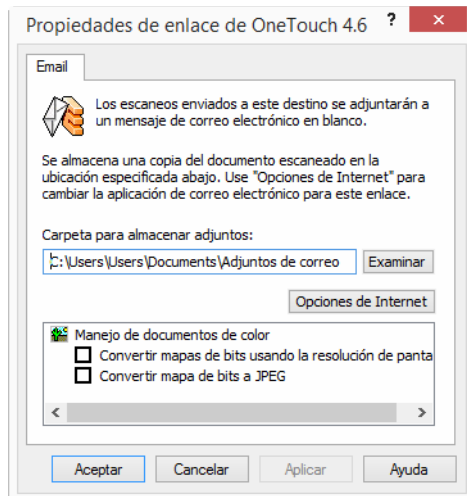 Propiedades de enlace de OneTouch 4.6 ? ×
Email
Los escaneos enviados a este destino se adjuntarán a
un mensaje de correo electrónico en blanco.
Se almacena una copia del documento escaneado en la
ubicación especificada abajo. Use "Opciones de Internet" para
cambiar la aplicación de correo electrónico para este enlace.
Carpeta para almacenar adjuntos:
C:\Users\Users\Documents\Adjuntos de correo Examinar
Opciones de Internet
Manejo de documentos de color
Convertir mapas de bits usando la resolución de panta
Convertir mapa de bits a JPEG
Aceptar Cancelar Aplicar Ayuda